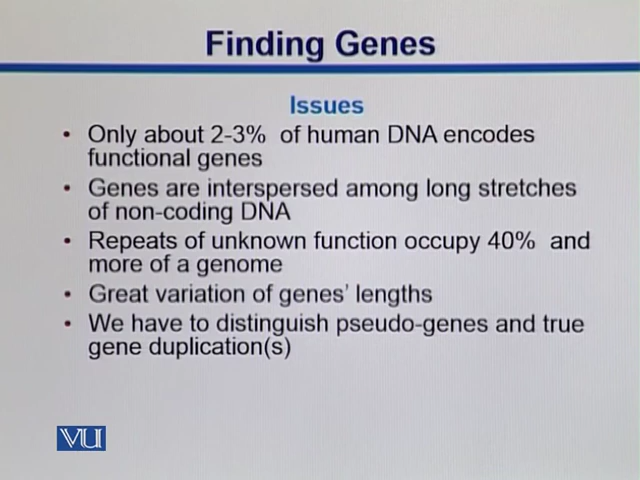 Finding Genes
Issues
• Only about 2-3% of human DNA encodes
functional genes
• Genes are interspersed among long stretches
of non-coding DNA
• Repeats of unknown function occupy 40% and
more of a genome
• Great variation of genes' lengths
• We have to distinguish pseudo-genes and true
gene duplication(s)
VU